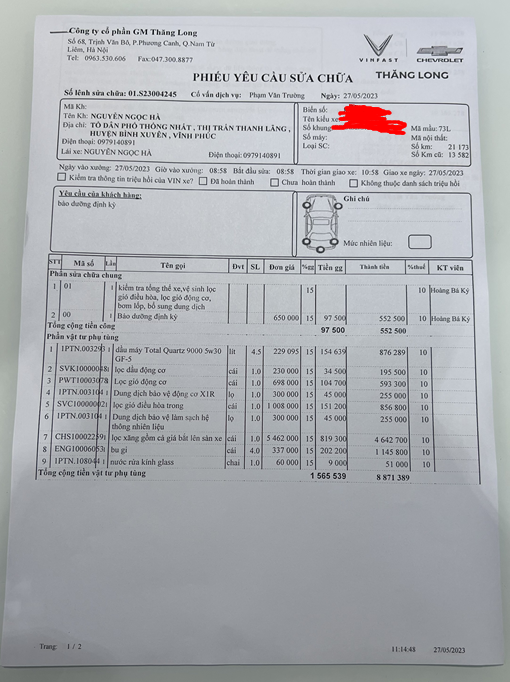 Công ty cổ phần GM Thăng Long
Số 68, Trịnh Văn Bô, P.Phương Canh, Q.Nam Từ
Liêm, Hà Nội
Tel: 0963.530.606 Fax:047.300.8877
VINFAST CHEVROLET
THĂNG LONG
PHIẾU YÊU CẦU SỬA CHỮA
Số lệnh sửa chữa: 01.S23004245 Cố vấn dịch vụ: Phạm Văn Trường Ngày: 27/05/2023
Mã Kh:
Tên Kh: NGUYỄN NGỌC HÀ
Địa chỉ: TỔ DÂN PHỐ THỐNG NHẤT , THỊ TRẤN THANH LÃNG ,
HUYỆN BÌNH XUYÊN , VĨNH PHÚC
Điện thoại: 0979140891
Lái xe: NGUYỄN NGỌC HÀ Điện thoại: 0979140891
Biển số:
Tên kiểu xe
Số khung Mã mầu: 73L
Số máy: Mã nội thất:
Loại SC: Số km: 21 173
Số Km cũ: 13 582
Ngày vào xưởng: 27/05/2023 Giờ vào xưởng: 08:58 Bắt đầu sửa: 08:58 Thời gian giao xe: 10:58 Giao xe ngày: 27/05/2023
Kiểm tra thông tin triệu hồi của VIN xe? Đã hoàn thành Chưa hoàn thành Không thuộc danh sách triệu hồi
Yêu cầu của khách hàng:
bảo dưỡng định kỳ
Ghi chú
Mức nhiên liệu:
STT Mã số Lần Tên gọi Đvt SL Đơn giá %gg Tiền gg Thành tiền %thuế KT viên
Phần sửa chữa chung
1 01 1 kiểm tra tổng thể xe,vệ sinh lọc 15 10 Hoàng Bá Ký
gió điều hòa, lọc gió động cơ,
bơm lốp, bổ sung dung dịch
2 00 1 Bảo dưỡng định kỳ 650 000 15 97 500 552 500 10 Hoàng Bá Ký
Tổng cộng tiền công 97 500 552 500
Phần vật tư phụ tùng
1 1PTN.003293 1 dầu máy Total Quartz 9000 5w30 lít 4.5 229 095 15 154 639 876 289 10
GF-5
2 SVK10000048 1 lọc dầu động cơ cái 1.0 230 000 15 34 500 195 500 10
3 PWT10003078 1 Lọc gió động cơ cái 1.0 698 000 15 104 700 593 300 10
4 1PTN.003104 1 Dung dịch bảo vệ động cơ X1R lọ 1.0 300 000 15 45 000 255 000 10
5 SVC10000002 1 lọc gió điều hòa trong cái 1.0 1 008 000 15 151 200 856 800 10
6 1PTN.003104 1 Dung dịch bảo vệ làm sạch hệ lọ 1.0 300 000 15 45 000 255 000 10
thống nhiên liệu
7 CHS10002259 1 lọc xăng gồm cả giá bắt lên sàn xe cái 1.0 5 462 000 15 819 300 4 642 700 10
8 ENG10006053 1 bu gi cái 4.0 337 000 15 202 200 1 145 800 10
9 1PTN.108044 1 nước rửa kính glass chai 1.0 60 000 15 9 000 51 000 10
Tổng cộng tiền vật tư phụ tùng 1 565 539 8 871 389
Trang: 1 / 2 11:14:48 27/05/2023